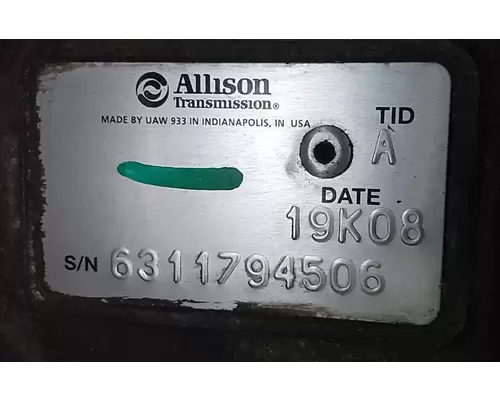 Allison
Transmission®
MADE BY UAW 933 IN INDIANAPOLIS, IN USA
TID
A
DATE
19K08
S/N 6311794506